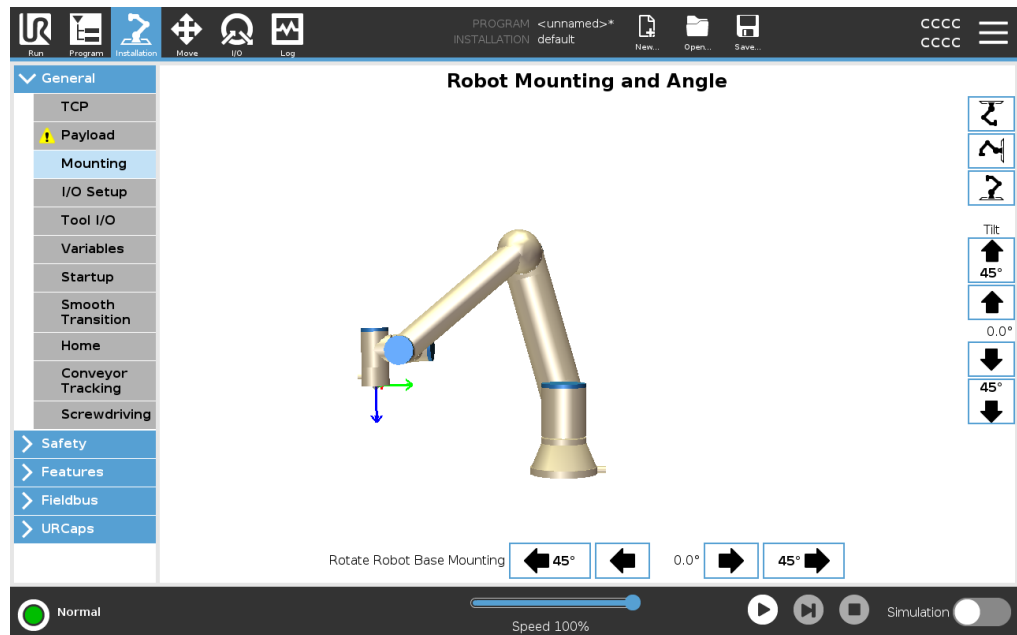 UR
PROGRAM <unnamed>*
INSTALLATION default
CCCC
CCCC
Run
Program
Installation
Move
I/O
Log
New...
Open...
Save...
General
TCP
Payload
Mounting
I/O Setup
Tool I/O
Variables
Startup
Smooth
Transition
Home
Conveyor
Tracking
Screwdriving
Safety
Features
Fieldbus
URCaps
Robot Mounting and Angle
Tilt
45°
0.0°
45°
Rotate Robot Base Mounting
45°
0.0°
45°
Normal
Speed 100%
Simulation